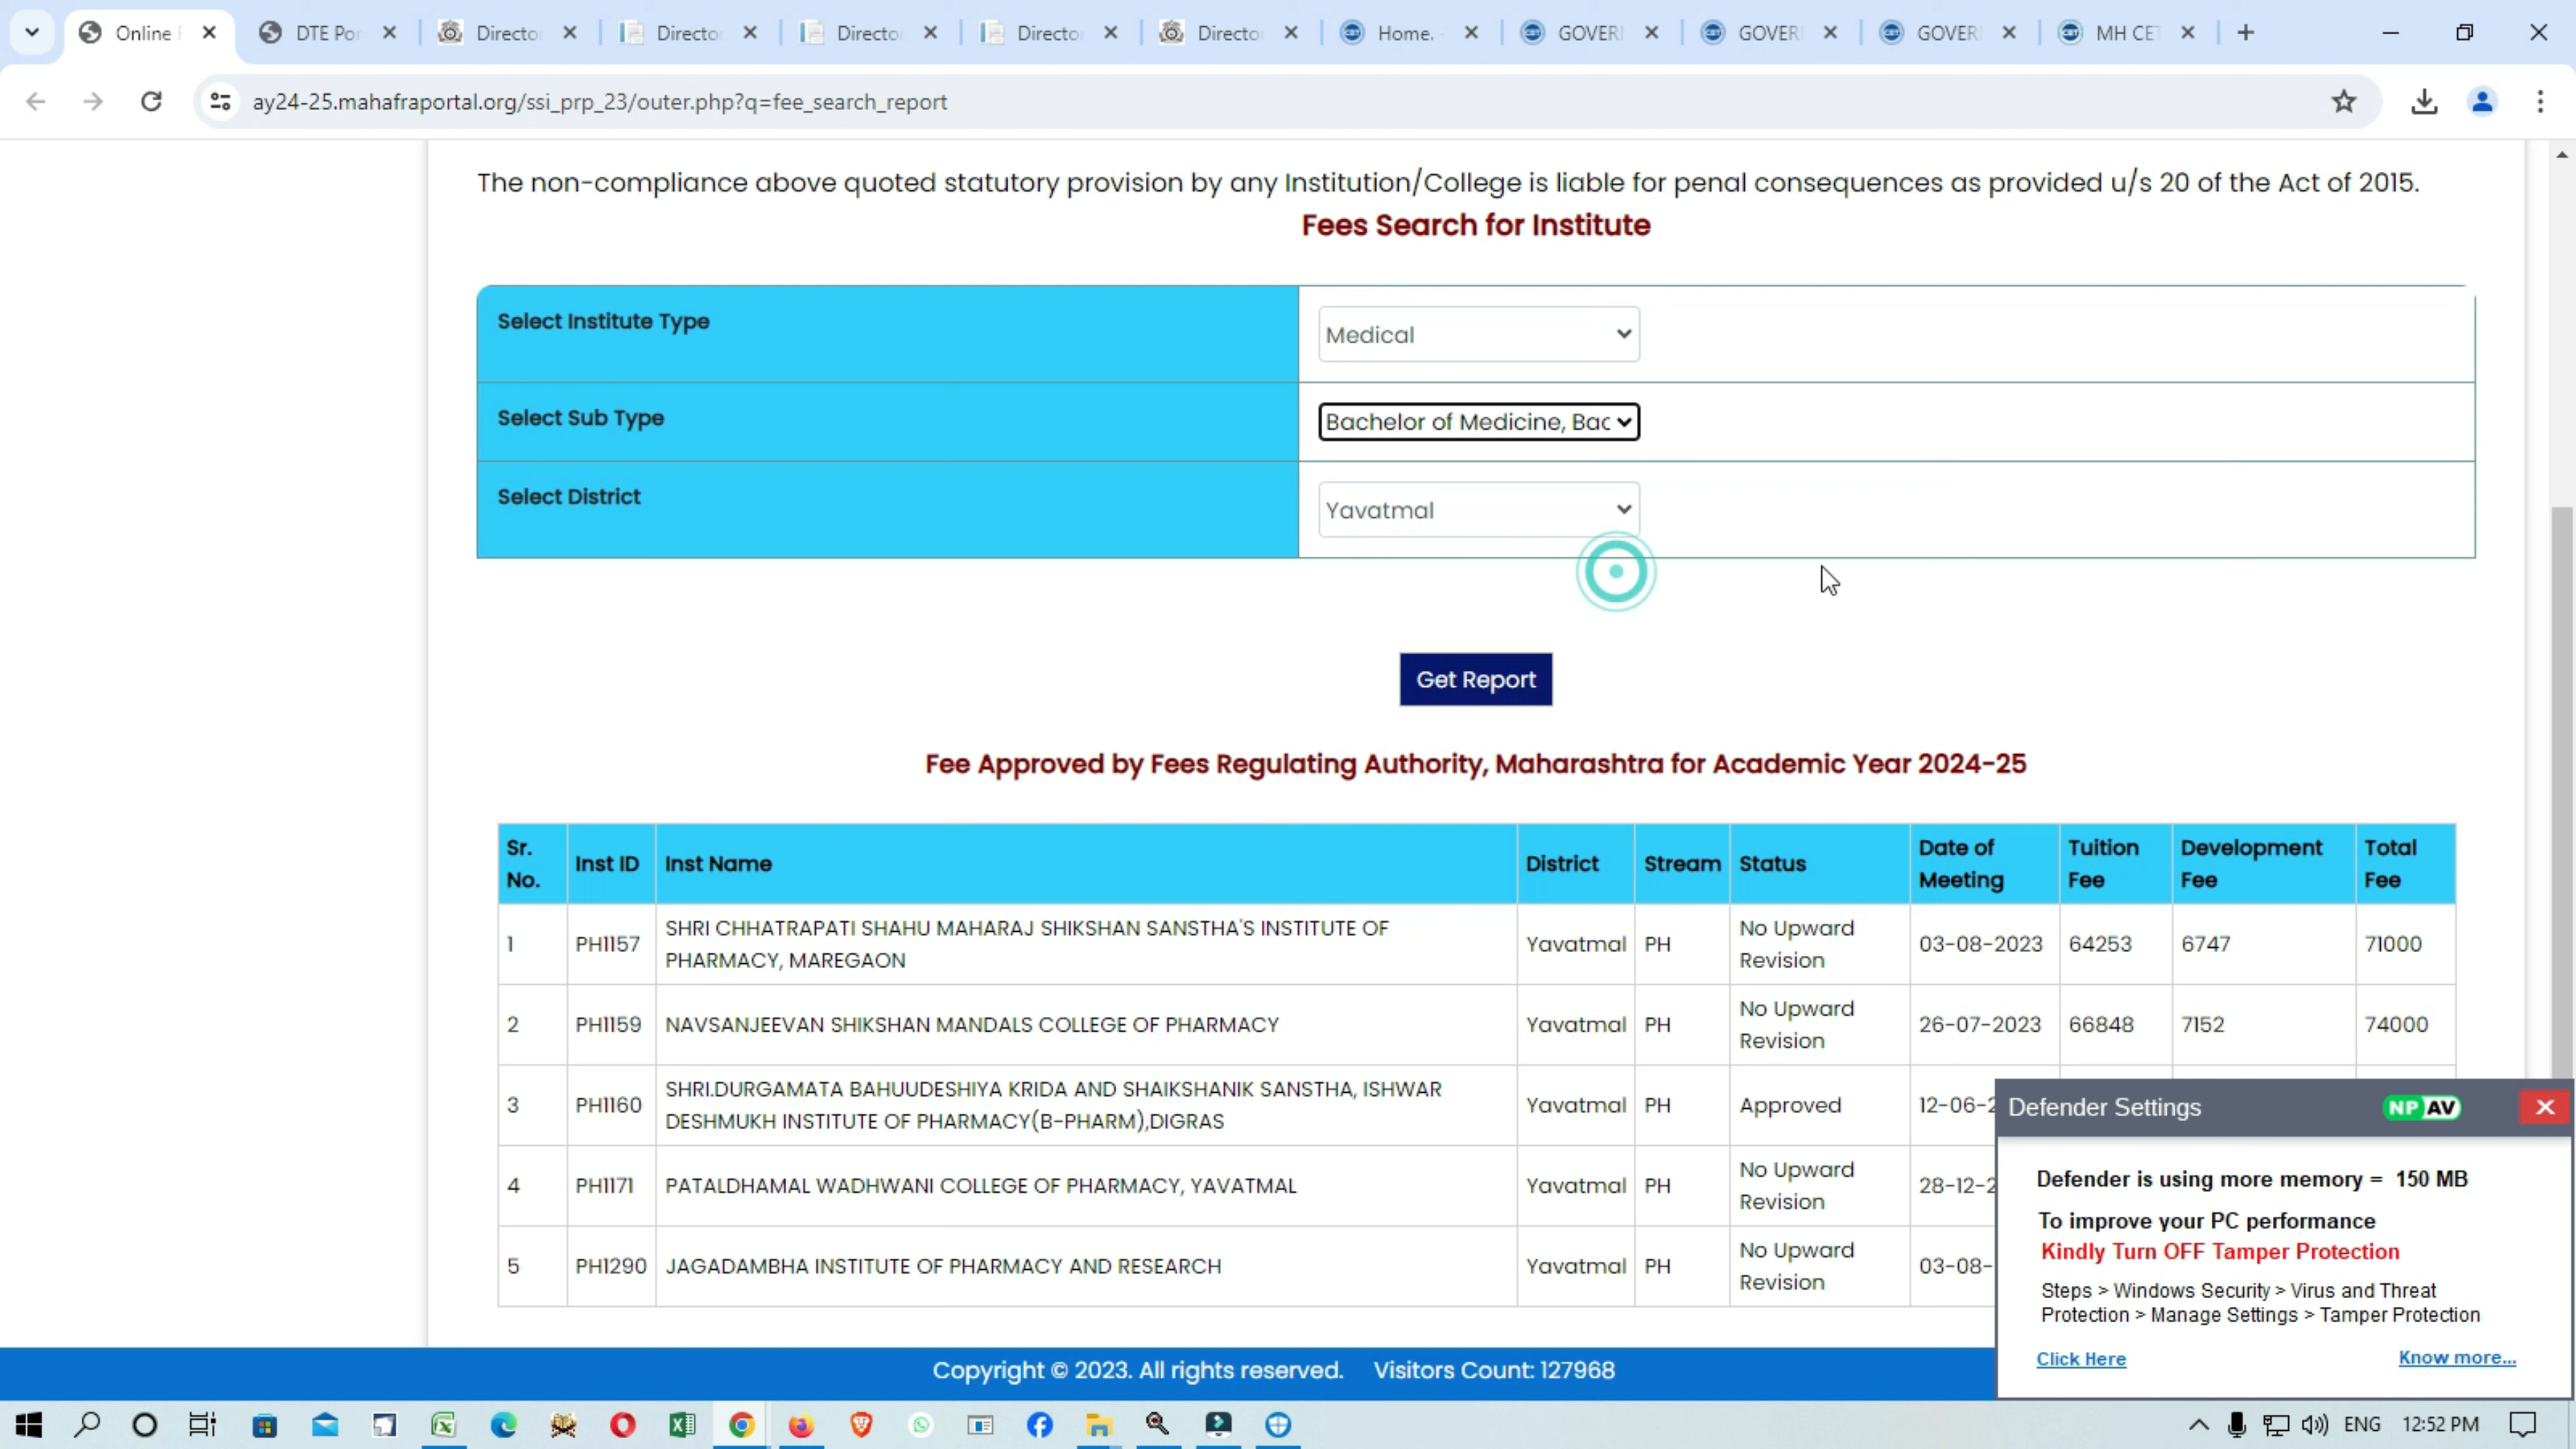 Online F
DTE Por
Directo
Directo
Directo
Directo
Directo
Home.
GOVER
GOVER
GOVER
MH CET
ay24-25.mahafraportal.org/ssi_prp_23/outer.php?q=fee_search_report
The non-compliance above quoted statutory provision by any Institution/College is liable for penal consequences as provided u/s 20 of the Act of 2015.
Fees Search for Institute
Select Institute Type
Medical
Select Sub Type
Bachelor of Medicine, Bac
Select District
Yavatmal
Get Report
Fee Approved by Fees Regulating Authority, Maharashtra for Academic Year 2024-25
Sr. No. Inst ID Inst Name District Stream Status Date of Meeting Tuition Fee Development Fee Total Fee
1 PH1157 SHRI CHHATRAPATI SHAHU MAHARAJ SHIKSHAN SANSTHA'S INSTITUTE OF PHARMACY, MAREGAON Yavatmal PH No Upward Revision 03-08-2023 64253 6747 71000
2 PH1159 NAVSANJEEVAN SHIKSHAN MANDALS COLLEGE OF PHARMACY Yavatmal PH No Upward Revision 26-07-2023 66848 7152 74000
3 PH1160 SHRI.DURGAMATA BAHUUDESHIYA KRIDA AND SHAIKSHANIK SANSTHA, ISHWAR DESHMUKH INSTITUTE OF PHARMACY(B-PHARM),DIGRAS Yavatmal PH Approved 12-06-2
4 PH1171 PATALDHAMAL WADHWANI COLLEGE OF PHARMACY, YAVATMAL Yavatmal PH No Upward Revision 28-12-2
5 PH1290 JAGADAMBHA INSTITUTE OF PHARMACY AND RESEARCH Yavatmal PH No Upward Revision 03-08-
Defender Settings
NP AV
Defender is using more memory = 150 MB
To improve your PC performance
Kindly Turn OFF Tamper Protection
Steps > Windows Security > Virus and Threat
Protection > Manage Settings > Tamper Protection
Click Here
Know more...
Copyright © 2023. All rights reserved. Visitors Count: 127968
ENG
12:52 PM